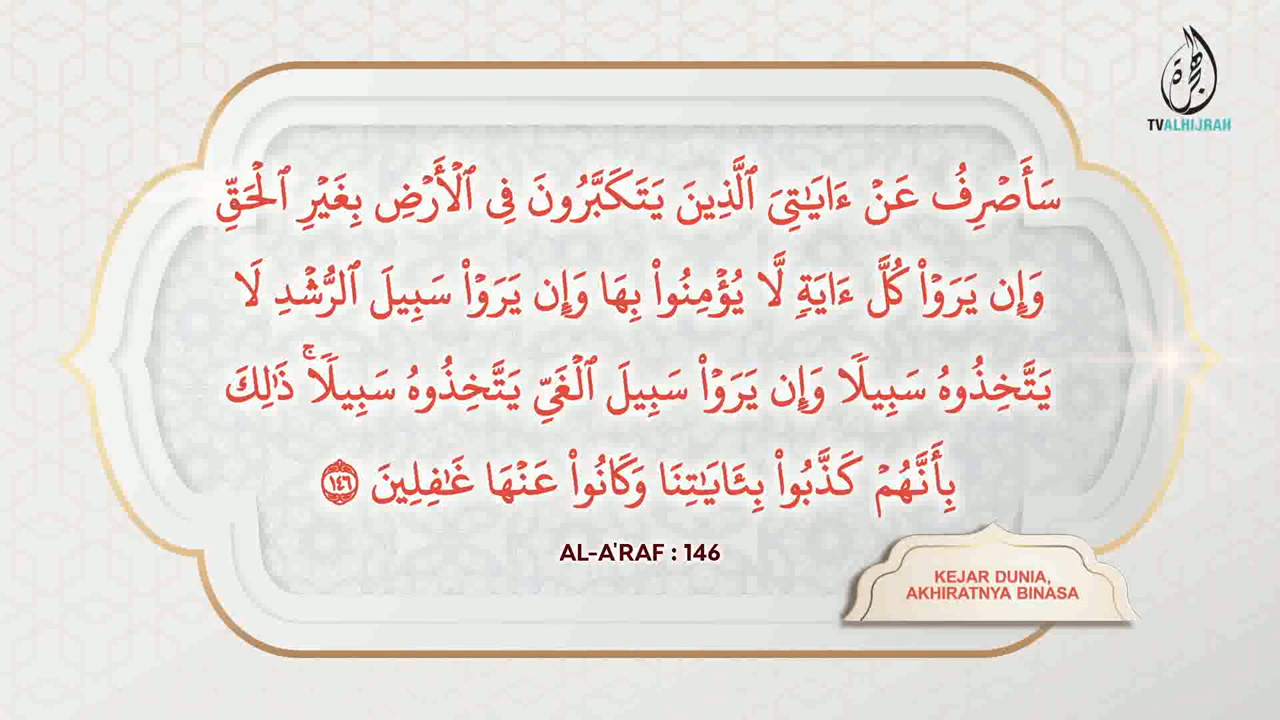 هجرة
TVALHIJRAH
سَأَصۡرِفُ عَنۡ ءَايَٰتِيَ ٱلَّذِينَ يَتَكَبَّرُونَ فِي ٱلۡأَرۡضِ بِغَيۡرِ ٱلۡحَقِّ
وَإِن يَرَوۡاْ كُلَّ ءَايَةٖ لَّا يُؤۡمِنُواْ بِهَا وَإِن يَرَوۡاْ سَبِيلَ ٱلرُّشۡدِ لَا
يَتَّخِذُوهُ سَبِيلٗا وَإِن يَرَوۡاْ سَبِيلَ ٱلۡغَيِّ يَتَّخِذُوهُ سَبِيلٗاۚ ذَٰلِكَ
بِأَنَّهُمۡ كَذَّبُواْ بِـَٔايَٰتِنَا وَكَانُواْ عَنۡهَا غَٰفِلِينَ ١٤٦
AL-A'RAF : 146
KEJAR DUNIA,
AKHIRATNYA BINASA